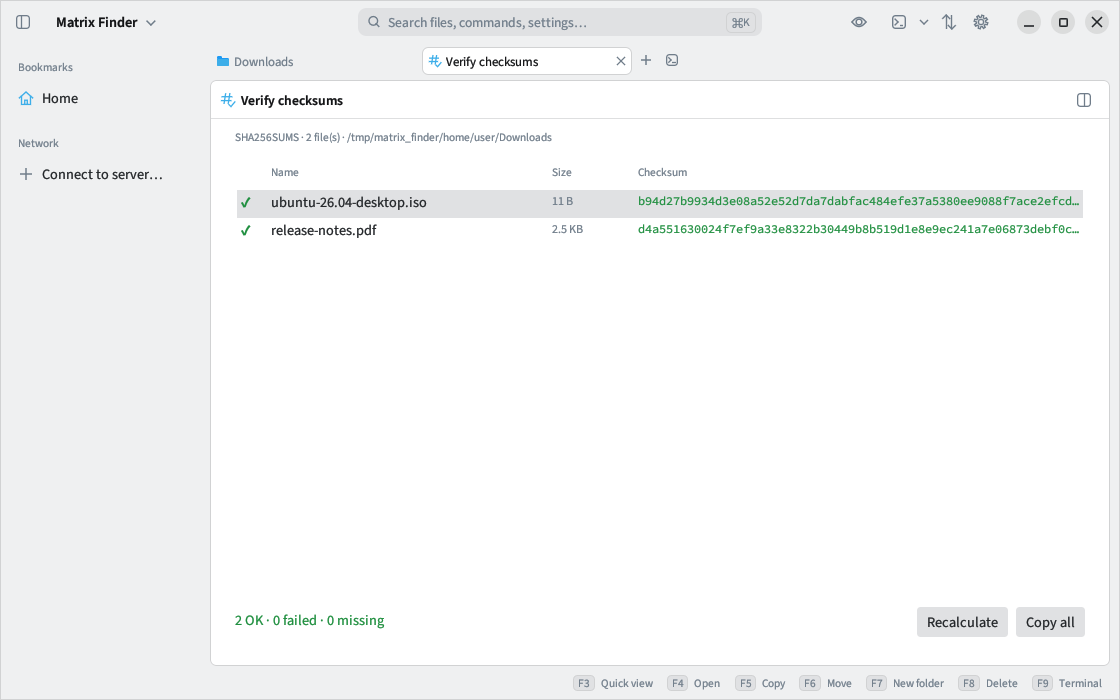 Matrix Finder
Search files, commands, settings…
⌘K
Bookmarks
Home
Network
Connect to server…
Downloads
Verify checksums
Verify checksums
SHA256SUMS · 2 file(s) · /tmp/matrix_finder/home/user/Downloads
Name Size Checksum
✓ ubuntu-26.04-desktop.iso 11 B b94d27b9934d3e08a52e52d7da7dabfac484efe37a5380ee9088f7ace2efcd…
✓ release-notes.pdf 2.5 KB d4a551630024f7ef9a33e8322b30449b8b519d1e8e9ec241a7e06873debf0c…
2 OK · 0 failed · 0 missing
Recalculate
Copy all
F3 Quick view F4 Open F5 Copy F6 Move F7 New folder F8 Delete F9 Terminal